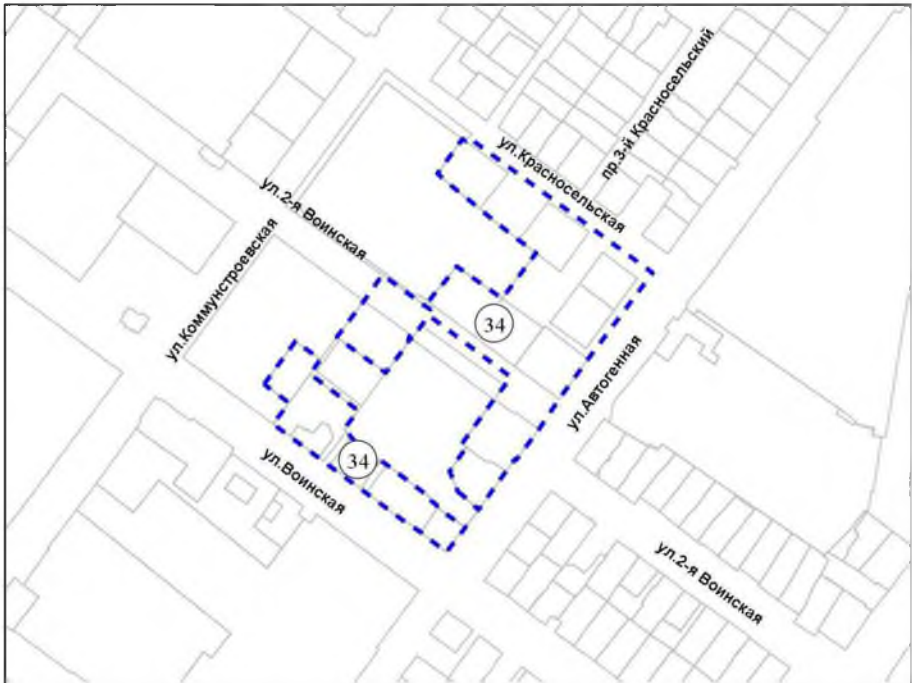 пр.3-й Красносельский
ул.Красносельская
ул.2-я Воинская
ул.Коммунстроевская
34
ул.Автогенная
34
ул.Воинская
ул.2-я Воинская